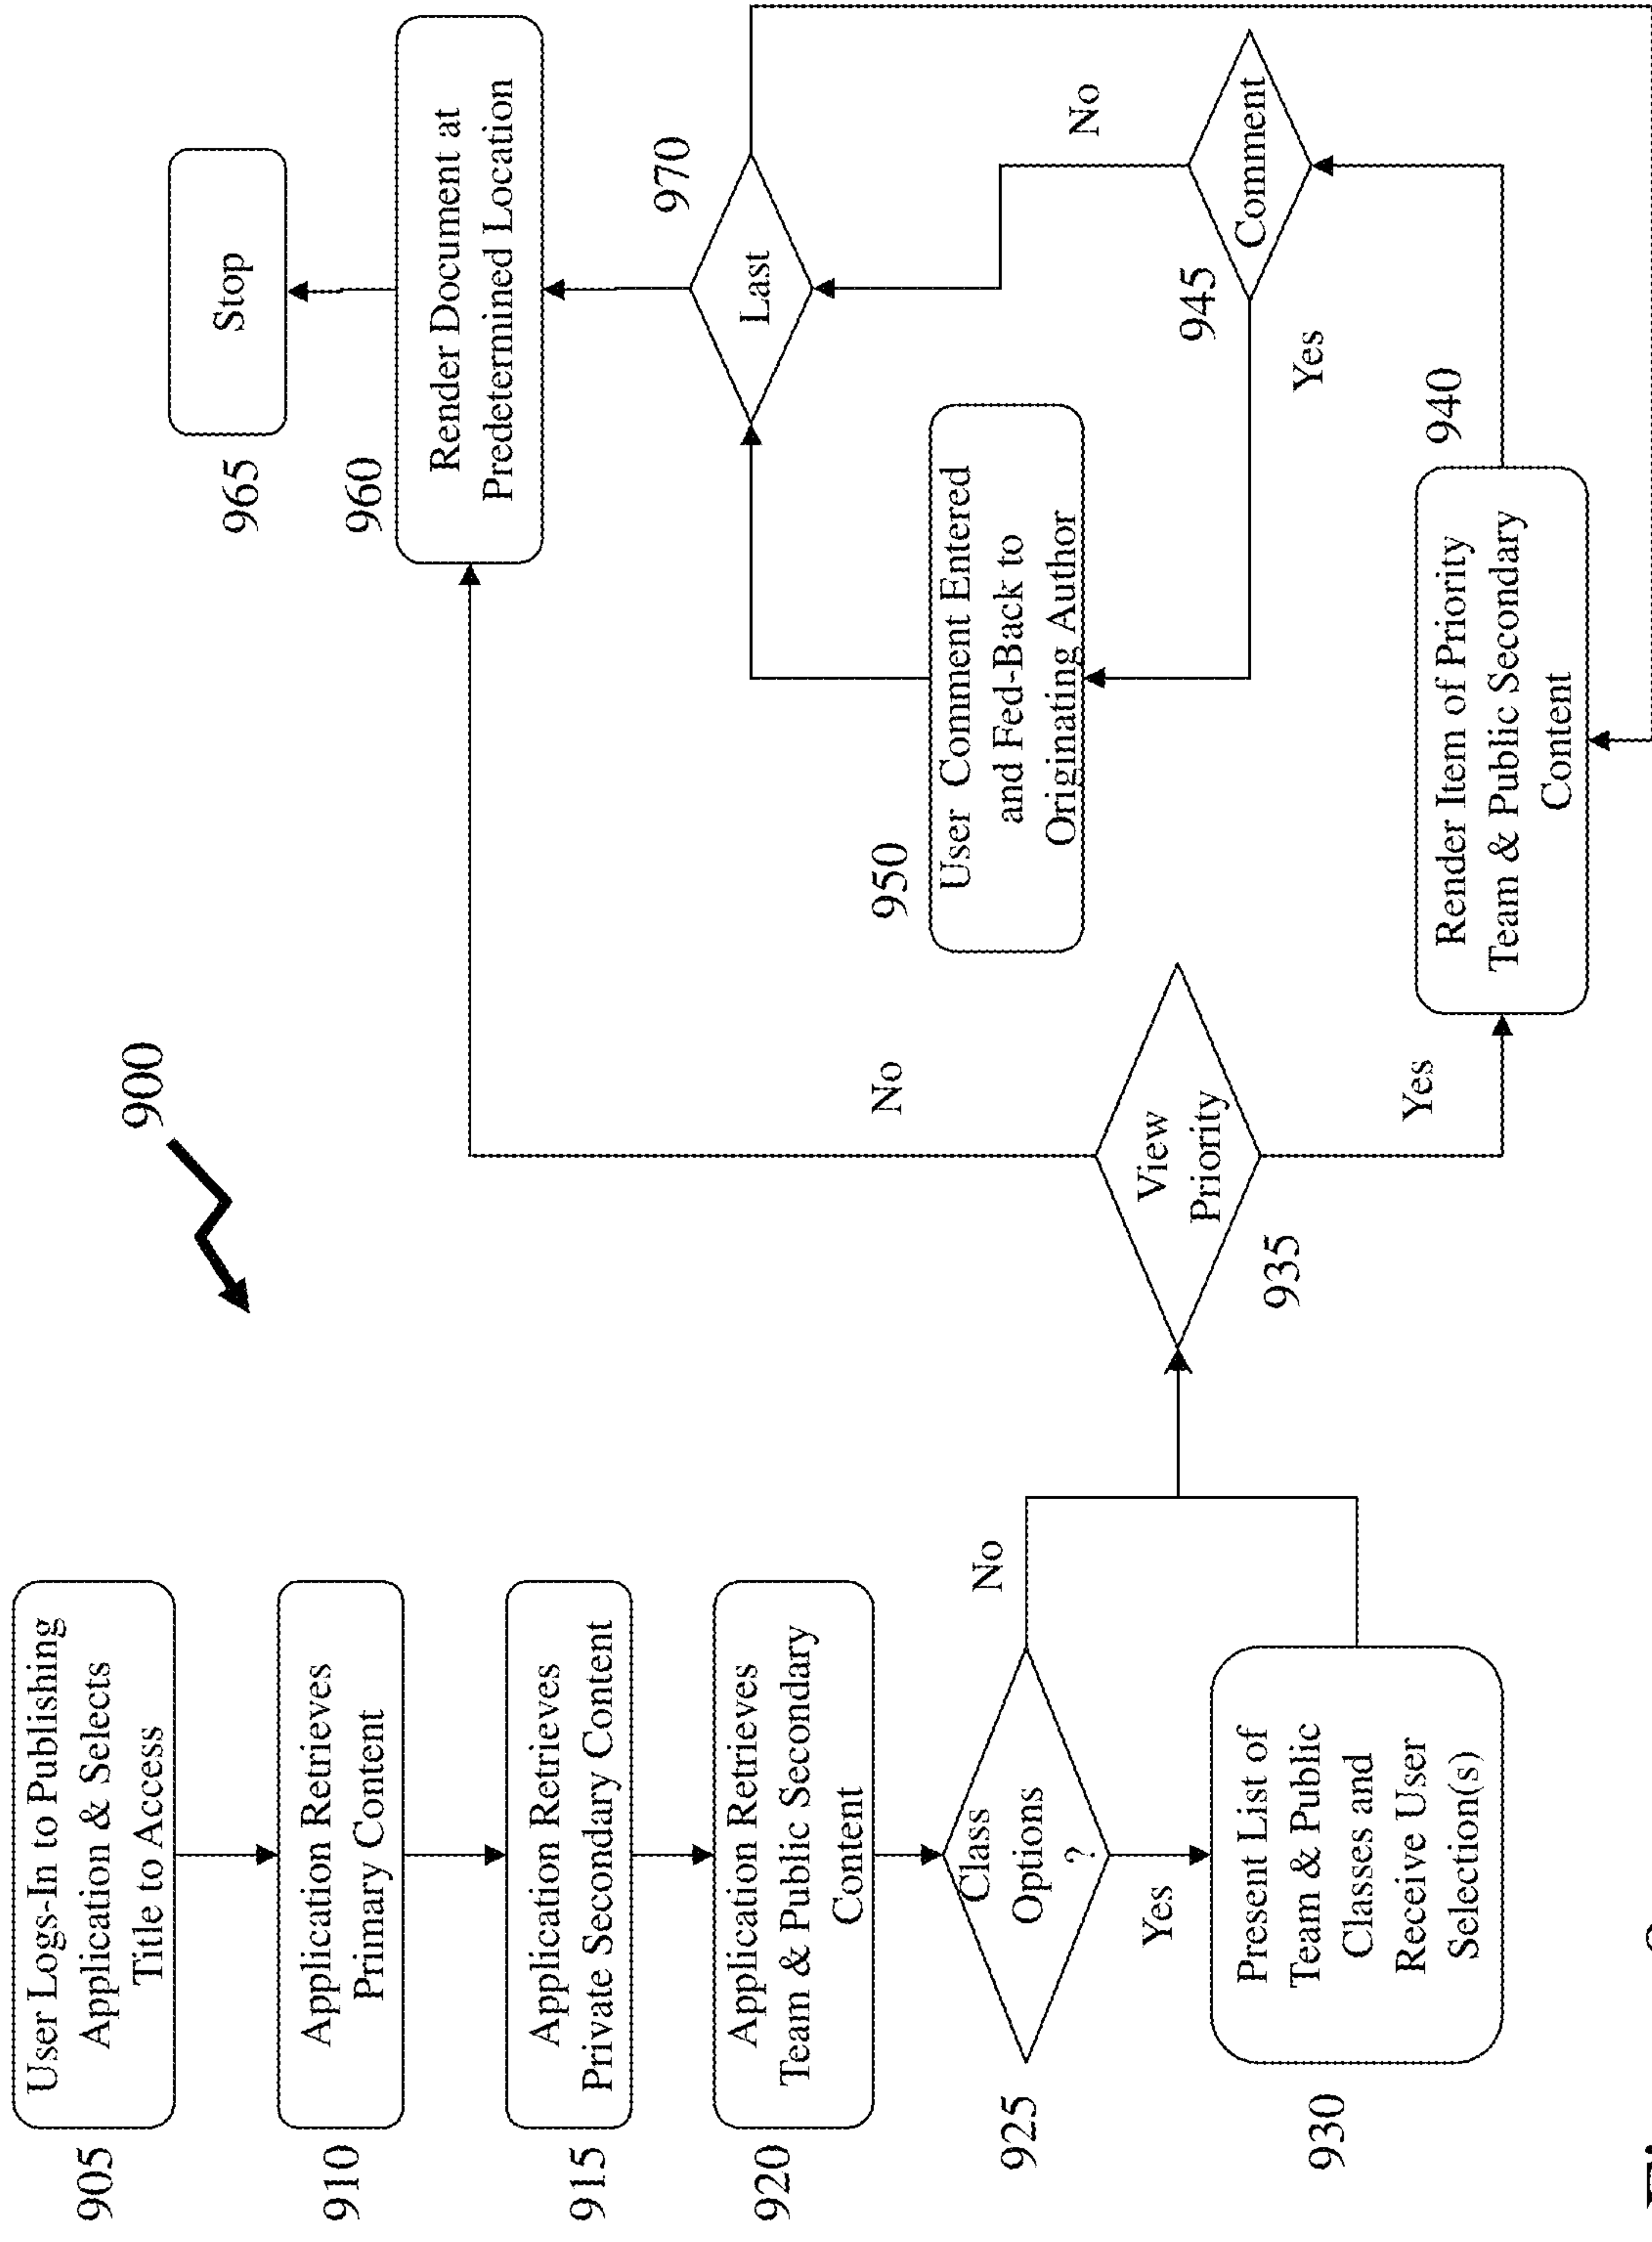 900
905
User Logs-In to Publishing
Application & Selects
Title to Access
910
Application Retrieves
Primary Content
915
Application Retrieves
Private Secondary Content
920
Application Retrieves
Team & Public Secondary
Content
925
Class
Options
?
No
Yes
930
Present List of
Team & Public
Classes and
Receive User
Selection(s)
View
Priority
935
No
Yes
940
Render Item of Priority
Team & Public Secondary
Content
Comment
945
No
Yes
950
User Comment Entered
and Fed-Back to
Originating Author
Last
970
960
Render Document at
Predetermined Location
965
Stop